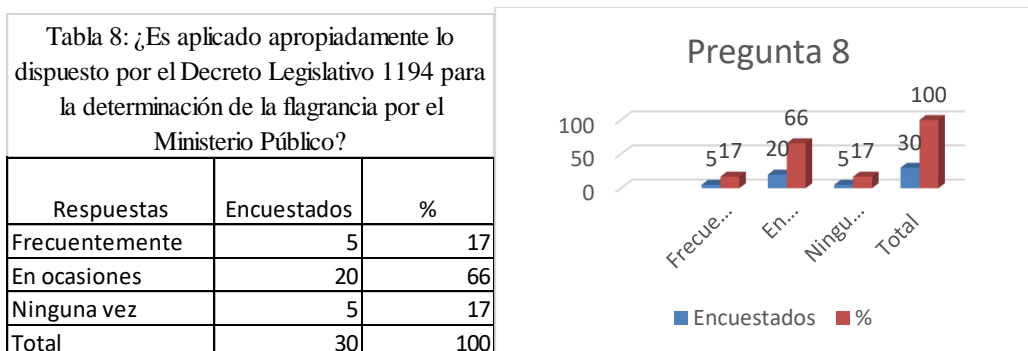 Tabla 8: ¿Es aplicado apropiadamente lo
dispuesto por el Decreto Legislativo 1194 para
la determinación de la flagrancia por el
Ministerio Público?
Respuestas Encuestados %
Frecuentemente 5 17
En ocasiones 20 66
Ninguna vez 5 17
Total 30 100
Pregunta 8
100
50
0
5 17
20 66
5 17
30 100
Frecue...
En...
Ningu...
Total
Encuestados %